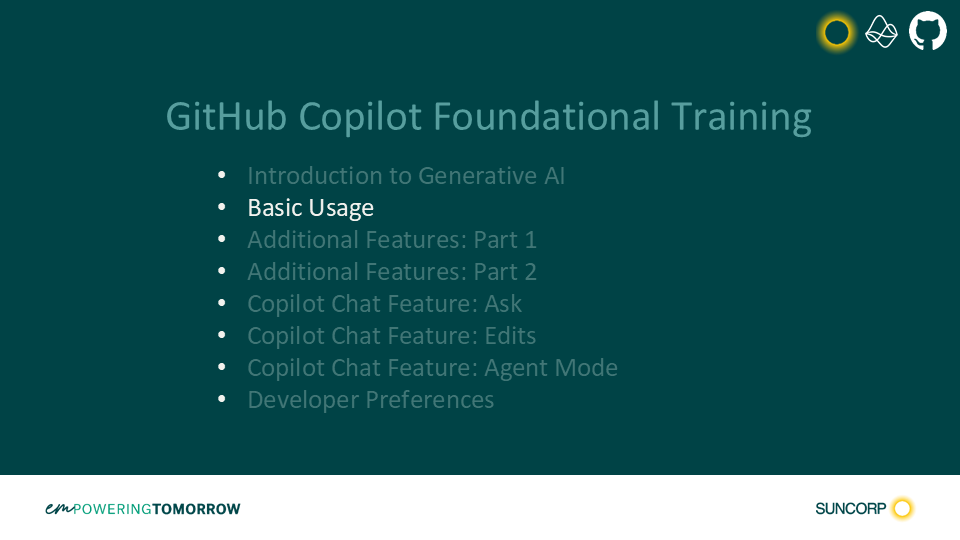 GitHub Copilot Foundational Training
• Introduction to Generative AI
• Basic Usage
• Additional Features: Part 1
• Additional Features: Part 2
• Copilot Chat Feature: Ask
• Copilot Chat Feature: Edits
• Copilot Chat Feature: Agent Mode
• Developer Preferences
emPOWERINGTOMORROW
SUNCORP